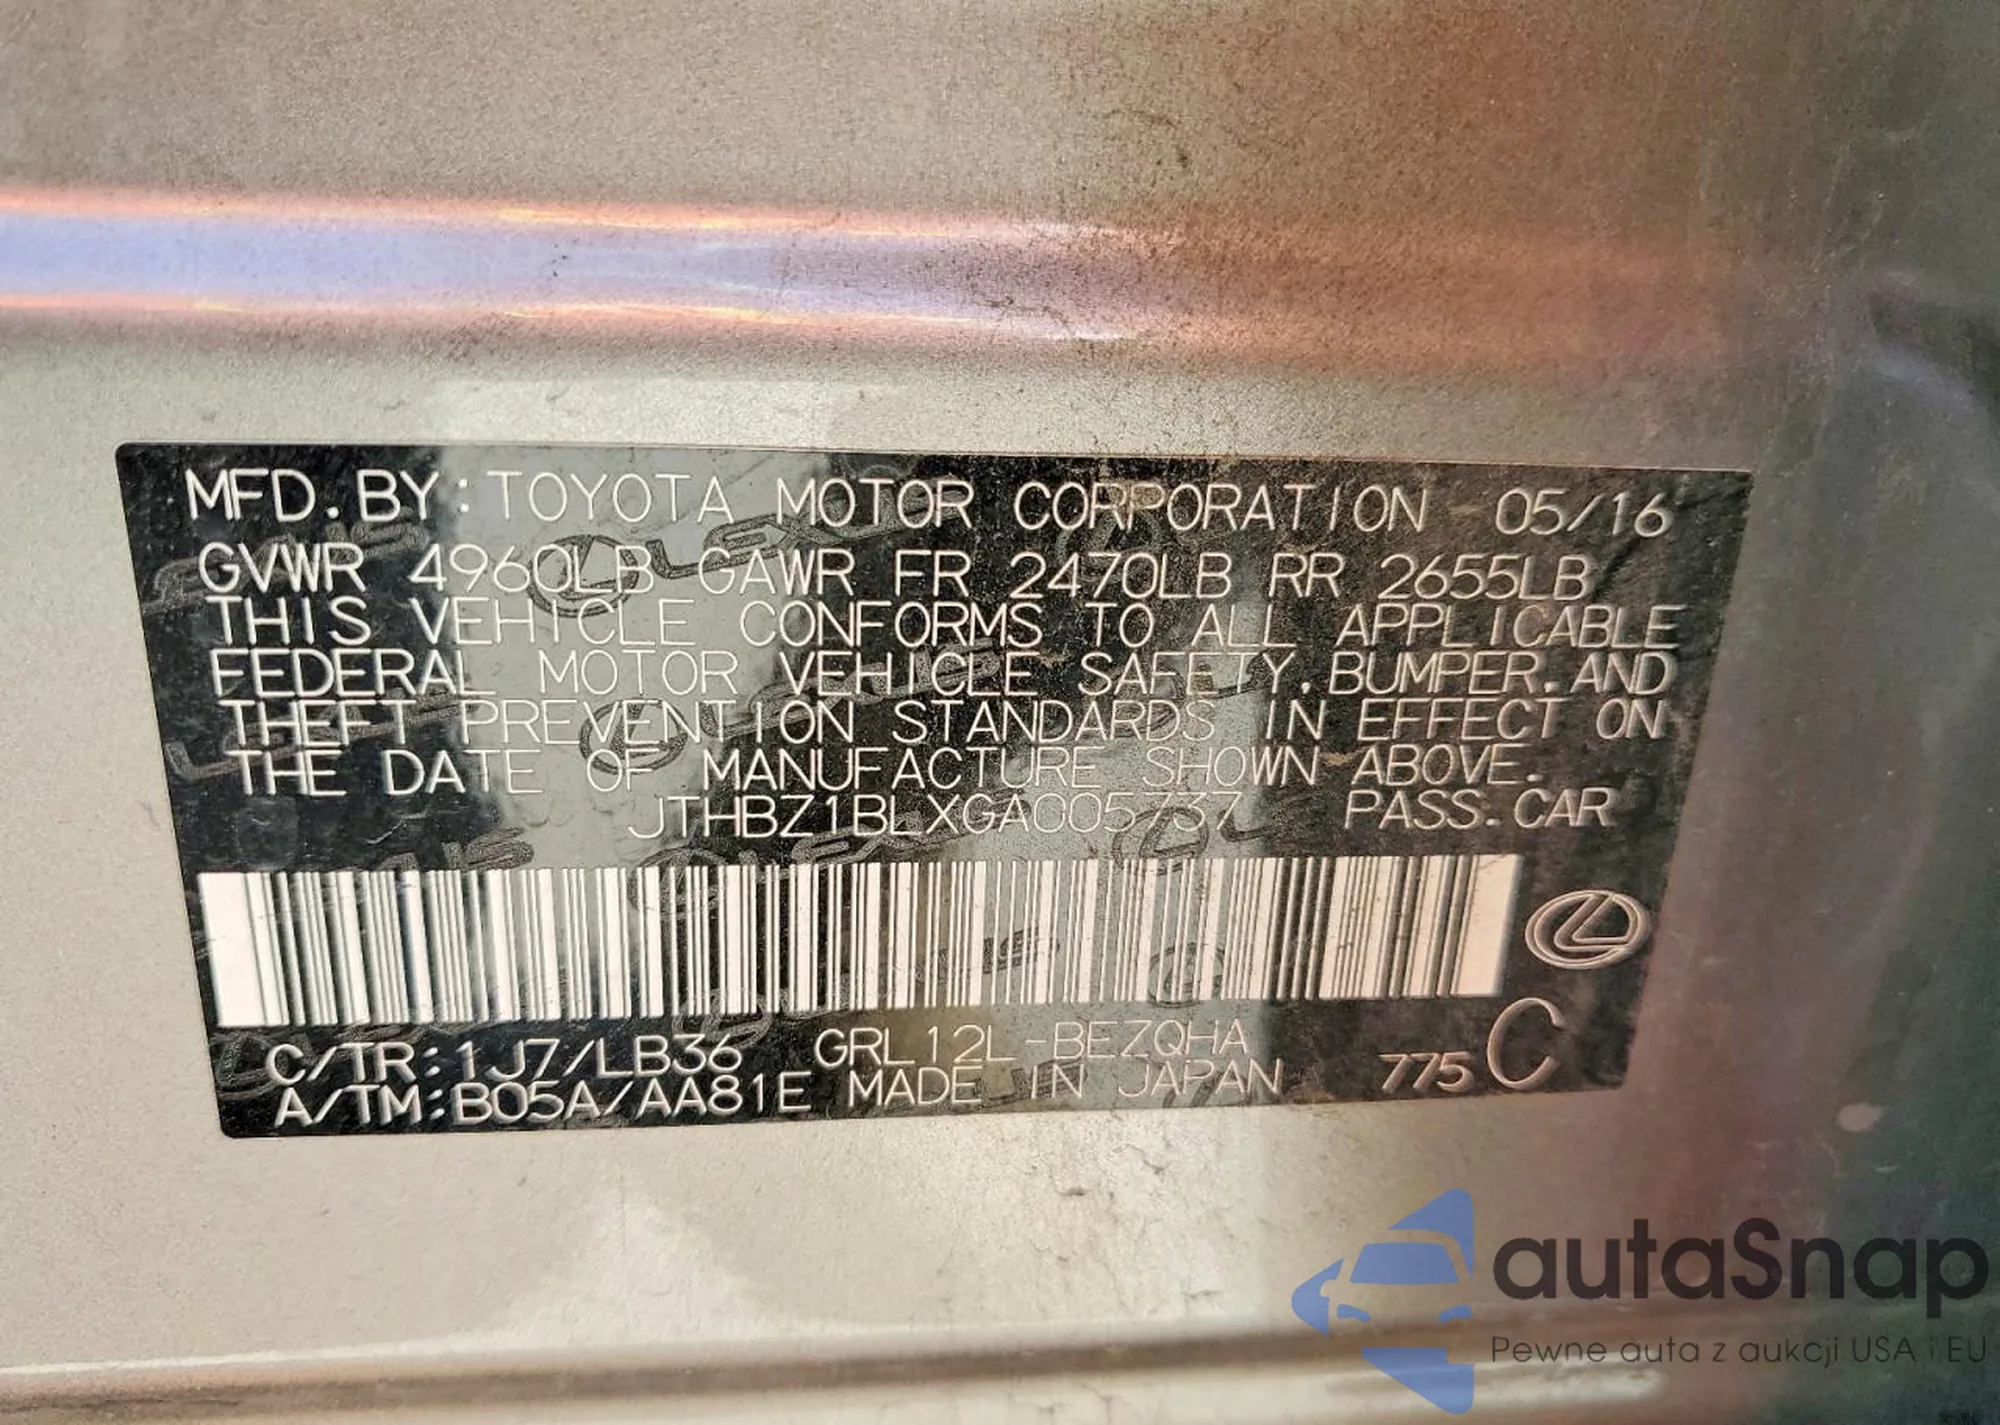 MFD. BY: TOYOTA MOTOR CORPORATION 05/16
GVWR 4960LB GAWR FR 2470LB RR 2655LB
THIS VEHICLE CONFORMS TO ALL APPLICABLE
FEDERAL MOTOR VEHICLE SAFETY, BUMPER, AND
THEFT PREVENTION STANDARDS IN EFFECT ON
THE DATE OF MANUFACTURE SHOWN ABOVE.
JTHBZ1BLXGA005737 PASS. CAR
C/TR: 1J7/LB36 GRL12L-BEZQHA
A/TM: B05A/AA81E MADE IN JAPAN 775 C
autaSnap
Pewne auta z aukcji USA i EU